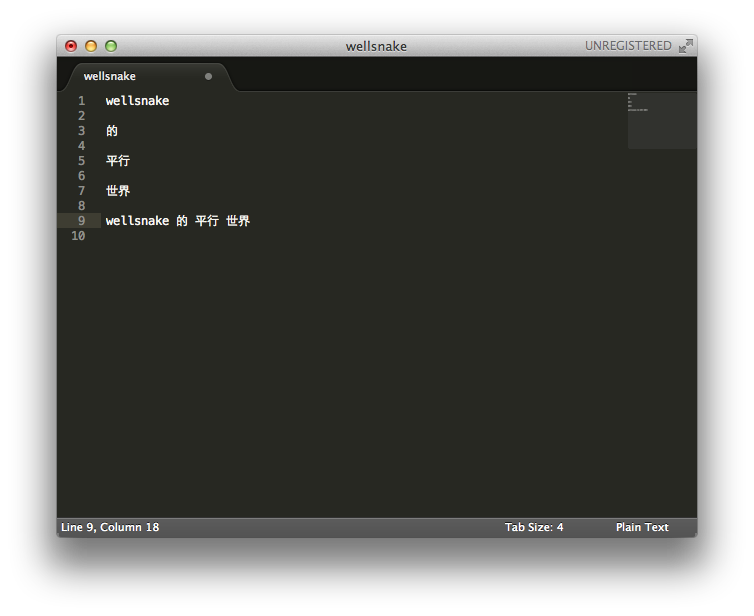 wellsnake
UNREGISTERED
wellsnake
1 wellsnake
2
3 的
4
5 平行
6
7 世界
8
9 wellsnake 的 平行 世界
10
Line 9, Column 18
Tab Size: 4
Plain Text